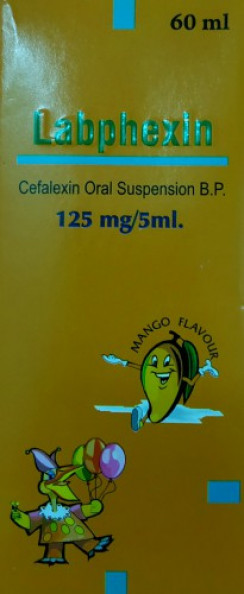 60 ml
Labphexin
Cefalexin Oral Suspension B.P.
125 mg/5ml.
MANGO FLAVOUR